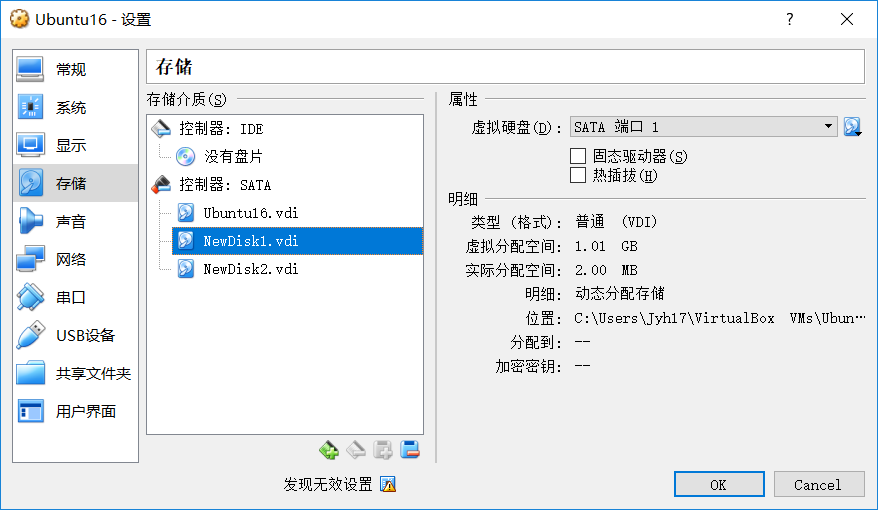 Ubuntu16 - 设置
?
常规
系统
显示
存储
声音
网络
串口
USB设备
共享文件夹
用户界面
存储
存储介质(S)
控制器: IDE
没有盘片
控制器: SATA
Ubuntu16.vdi
NewDisk1.vdi
NewDisk2.vdi
属性
虚拟硬盘(D): SATA 端口 1
固态驱动器(S)
热插拔(H)
明细
类型 (格式): 普通 (VDI)
虚拟分配空间: 1.01 GB
实际分配空间: 2.00 MB
明细: 动态分配存储
位置: C:\Users\Jyh17\VirtualBox VMs\Ubun…
分配到: --
加密密钥: --
发现无效设置
OK
Cancel